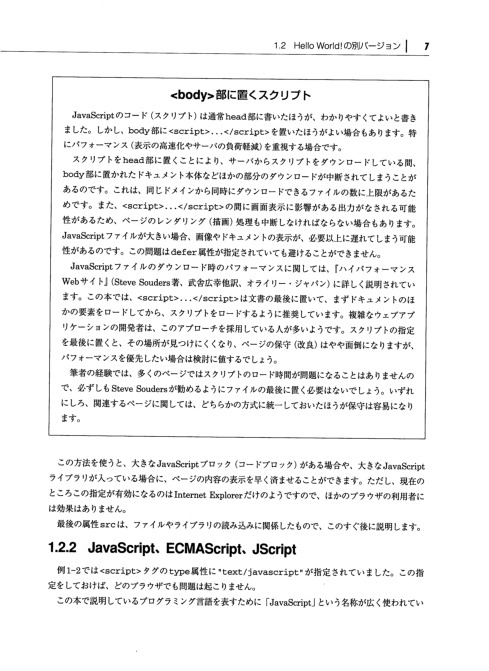 1.2 Hello World!の別バージョン 7
<body>部に置くスクリプト
JavaScriptのコード（スクリプト）は通常head部に書いたほうが、わかりやすくてよいと書き
ました。しかし、body部に<script>...</script>を置いたほうがよい場合もあります。特
にパフォーマンス（表示の高速化やサーバの負荷軽減）を重視する場合です。
スクリプトをhead部に置くことにより、サーバからスクリプトをダウンロードしている間、
body部に置かれたドキュメント本体などほかの部分のダウンロードが中断されてしまうことが
あるのです。これは、同じドメインから同時にダウンロードできるファイルの数に上限があるた
めです。また、<script>...</script>の間に画面表示に影響がある出力がなされる可能
性があるため、ページのレンダリング（描画）処理も中断しなければならない場合もあります。
JavaScriptファイルが大きい場合、画像やドキュメントの表示が、必要以上に遅れてしまう可能
性があるのです。この問題はdefer属性が指定されていても避けることができません。
JavaScriptファイルのダウンロード時のパフォーマンスに関しては、『ハイパフォーマンス
Webサイト』（Steve Souders著、武舎広幸他訳、オライリー・ジャパン）に詳しく説明されてい
ます。この本では、<script>...</script>は文書の最後に置いて、まずドキュメントのほ
かの要素をロードしてから、スクリプトをロードするように推奨しています。複雑なウェブアプ
リケーションの開発者は、このアプローチを採用している人が多いようです。スクリプトの指定
を最後に置くと、その場所が見つけにくくなり、ページの保守（改良）はやや面倒になりますが、
パフォーマンスを優先したい場合は検討に値するでしょう。
筆者の経験では、多くのページではスクリプトのロード時間が問題になることはありませんの
で、必ずしもSteve Soudersが勧めるようにファイルの最後に置く必要はないでしょう。いずれ
にしろ、関連するページに関しては、どちらかの方式に統一しておいたほうが保守は容易になり
ます。
この方法を使うと、大きなJavaScriptブロック（コードブロック）がある場合や、大きなJavaScript
ライブラリが入っている場合に、ページの内容の表示を早く済ませることができます。ただし、現在の
ところこの指定が有効になるのはInternet Explorerだけのようですので、ほかのブラウザの利用者に
は効果はありません。
最後の属性srcは、ファイルやライブラリの読み込みに関係したもので、このすぐ後に説明します。
1.2.2 JavaScript、ECMAScript、JScript
例1-2では<script>タグのtype属性に"text/javascript"が指定されていました。この指
定をしておけば、どのブラウザでも問題は起こりません。
この本で説明しているプログラミング言語を表すために「JavaScript」という名称が広く使われてい